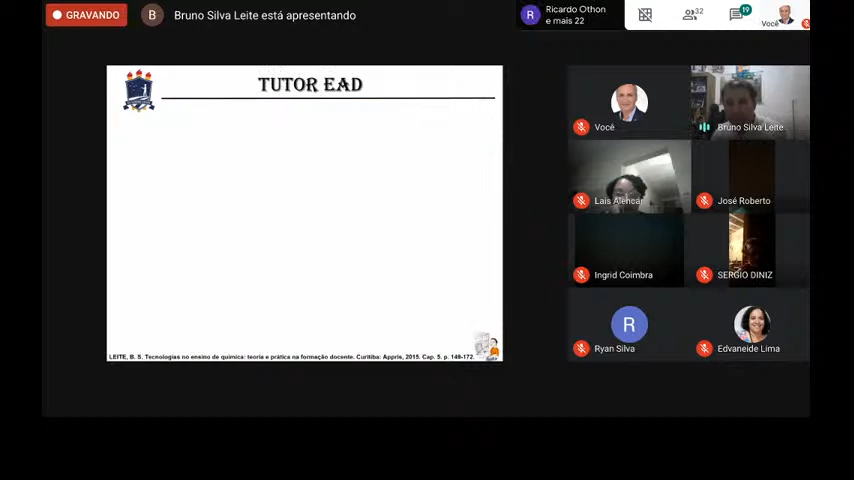 GRAVANDO
B
Bruno Silva Leite está apresentando
R
Ricardo Othon
e mais 22
32
19
Você
TUTOR EAD
Você
Bruno Silva Leite
Lais Alencar
José Roberto
Ingrid Coimbra
SERGIO DINIZ
R
Ryan Silva
Edvaneide Lima
LEITE, B. S. Tecnologias no ensino de química: teoria e prática na formação docente. Curitiba: Appris, 2015. Cap. 5. p. 149-172.